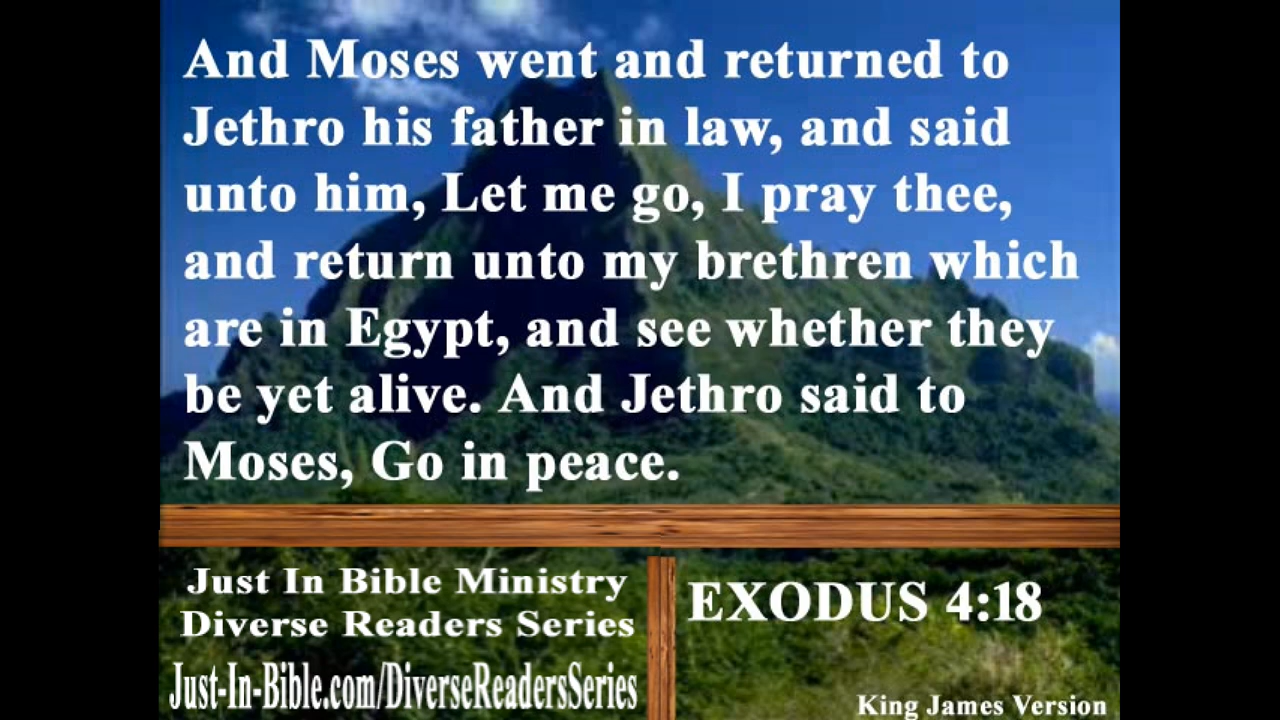 And Moses went and returned to
Jethro his father in law, and said
unto him, Let me go, I pray thee,
and return unto my brethren which
are in Egypt, and see whether they
be yet alive. And Jethro said to
Moses, Go in peace.
Just In Bible Ministry
Diverse Readers Series
Just-In-Bible.com/DiverseReadersSeries
EXODUS 4:18
King James Version